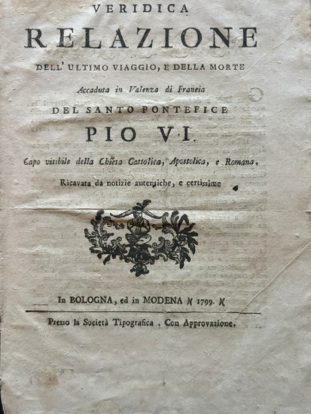 VERIDICA
RELAZIONE
DELL' ULTIMO VIAGGIO, E DELLA MORTE
Accaduta in Valenza di Francia
DEL SANTO PONTEFICE
PIO VI.
Capo visibile della Chiesa Cattolica, Apostolica, e Romana,
Ricavata da notizie autentiche, e certissime
In BOLOGNA, ed in MODENA )( 1799. )(
Presso la Società Tipografica. Con Approvazione.